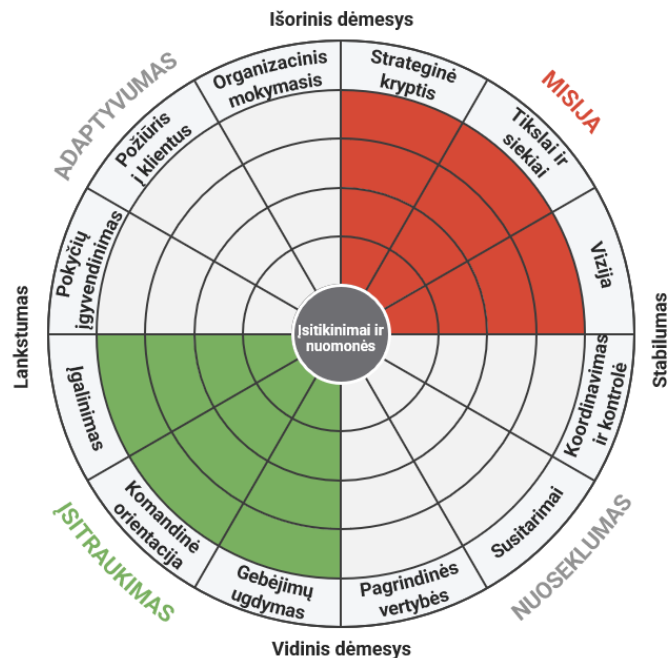 Išorinis dėmesys
ADAPTYVUMAS
Organizacinis
mokymasis
Strateginė
kryptis
MISIJA
Požiūris
į klientus
Tikslai ir
siekiai
Pokyčių
įgyvendinimas
Vizija
Lankstumas
Įsitikinimai ir
nuomonės
Stabilumas
Įgalinimas
Koordinavimas
ir kontrolė
Komandinė
orientacija
Susitarimai
ĮSITRAUKIMAS
Gebėjimų
ugdymas
Pagrindinės
vertybės
NUOSEKLUMAS
Vidinis dėmesys